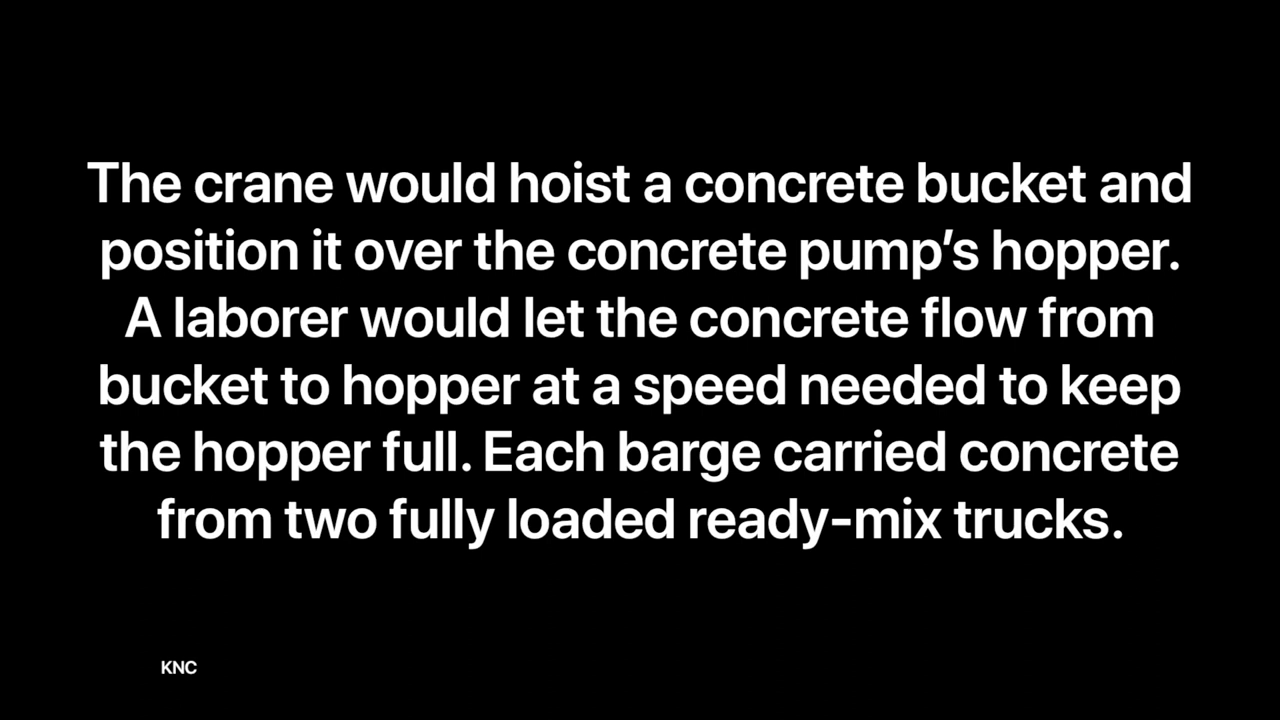 The crane would hoist a concrete bucket and
position it over the concrete pump’s hopper.
A laborer would let the concrete flow from
bucket to hopper at a speed needed to keep
the hopper full. Each barge carried concrete
from two fully loaded ready-mix trucks.
KNC